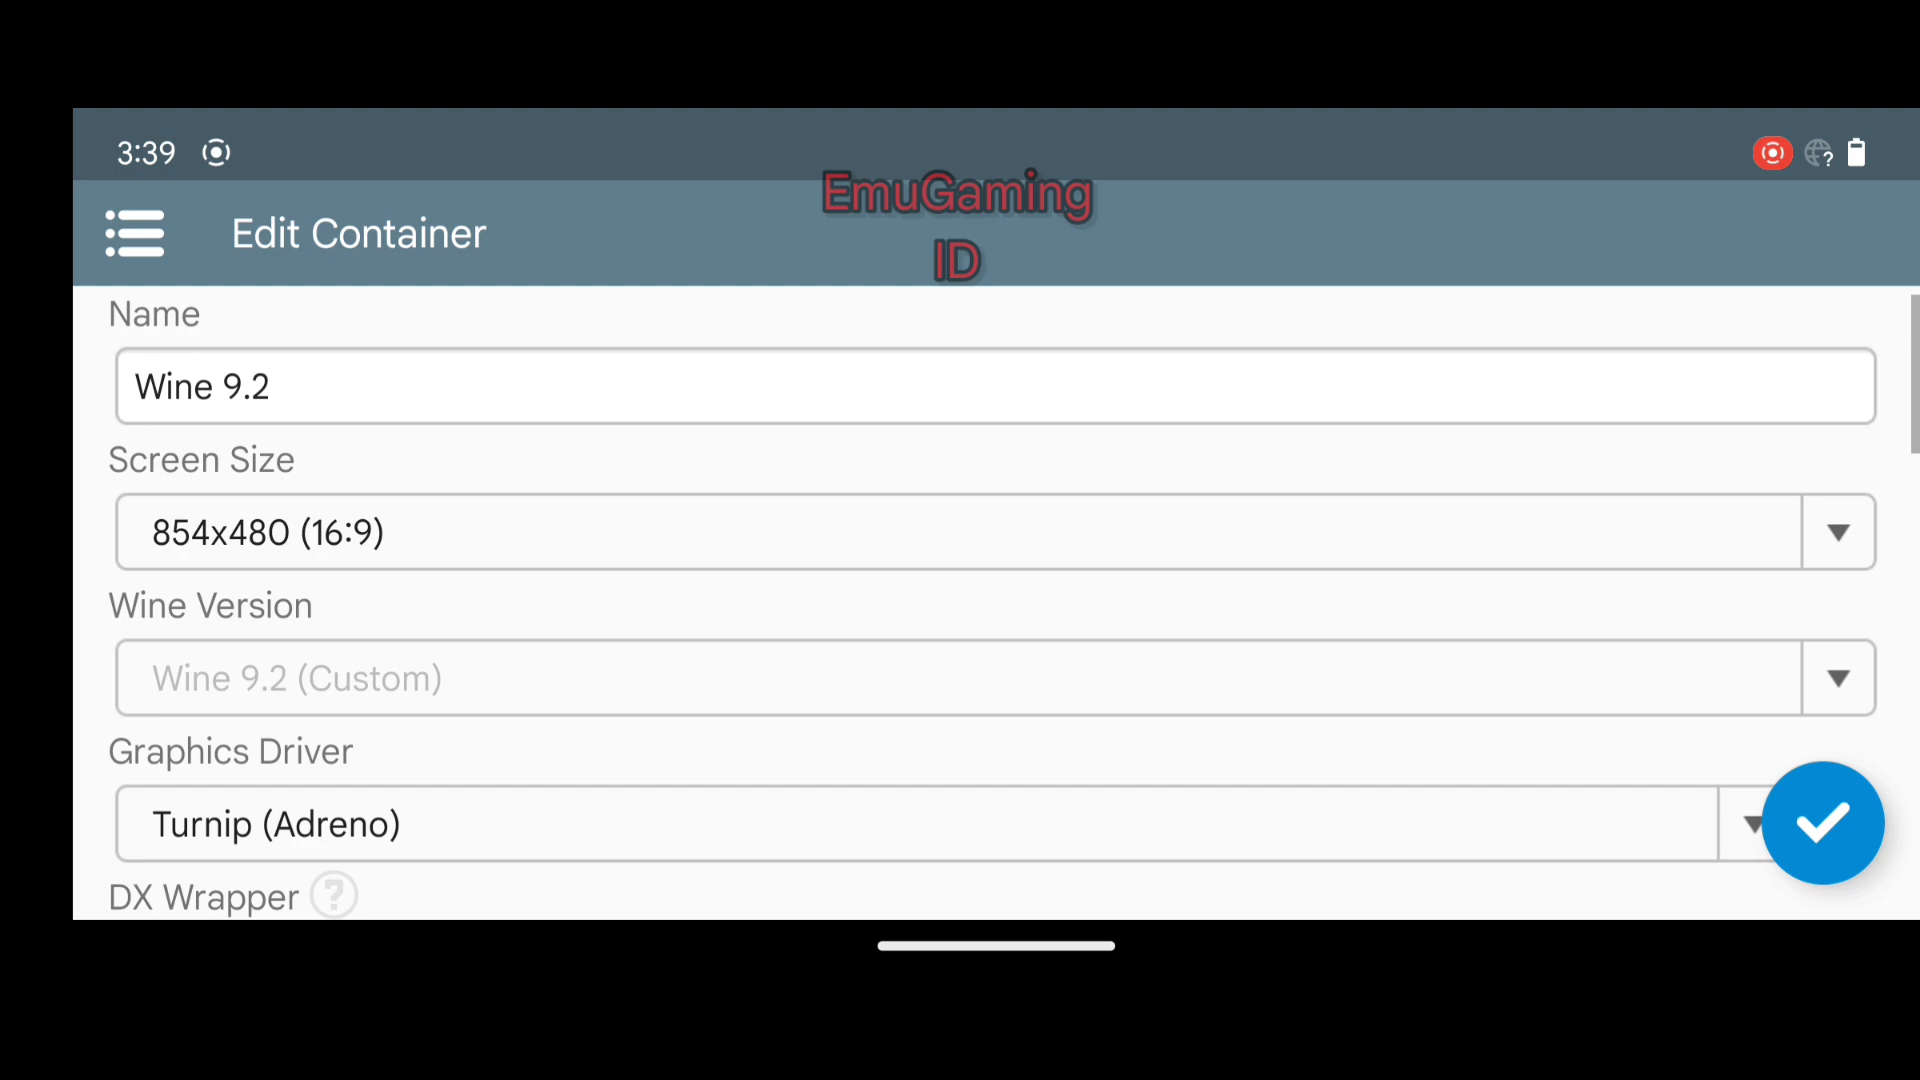 3:39
EmuGaming
ID
Edit Container
Name
Wine 9.2
Screen Size
854x480 (16:9)
Wine Version
Wine 9.2 (Custom)
Graphics Driver
Turnip (Adreno)
DX Wrapper ?